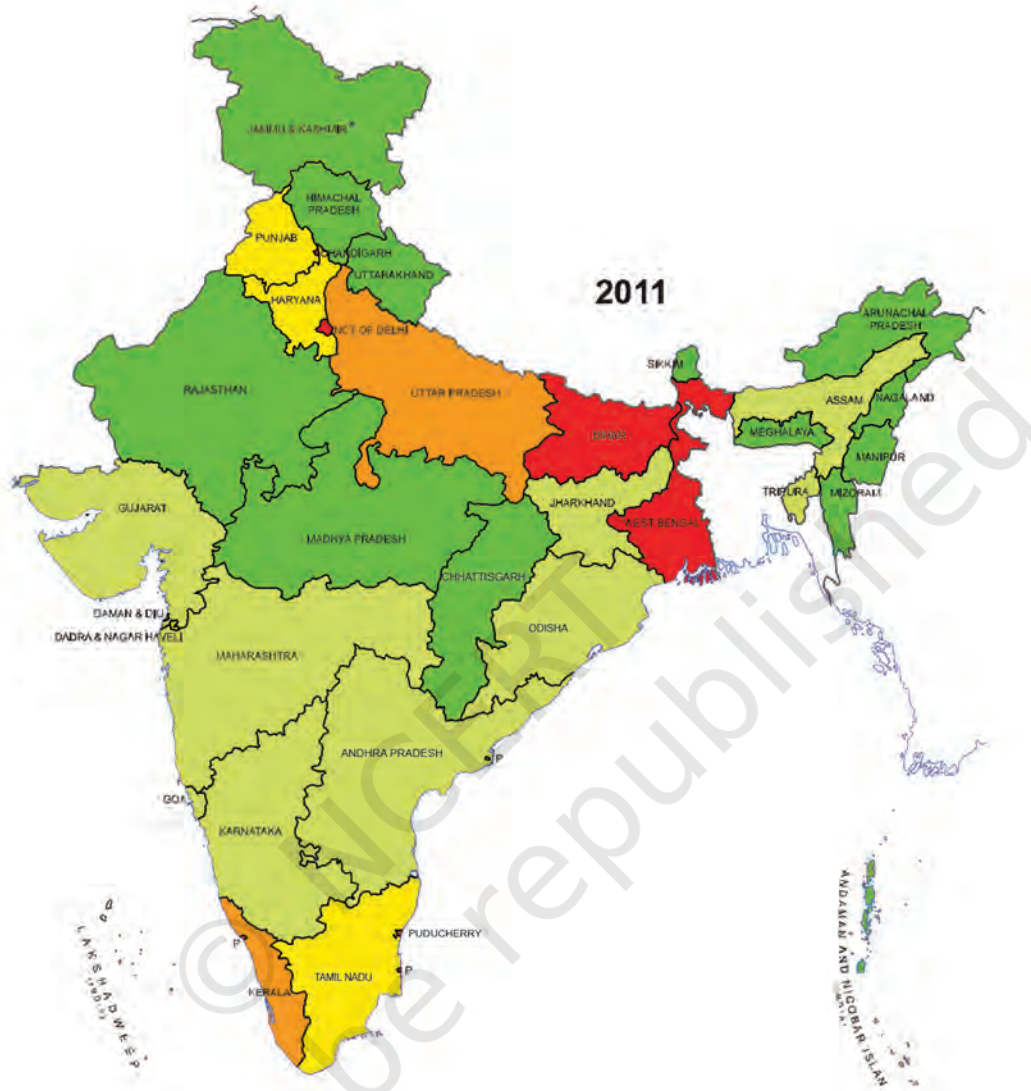 JAMMU & KASHMIR*
HIMACHAL
PRADESH
PUNJAB
CHANDIGARH
UTTARAKHAND
HARYANA
2011
NCT OF DELHI
ARUNACHAL
PRADESH
SIKKIM
RAJASTHAN
UTTAR PRADESH
ASSAM
NAGALAND
BIHAR
MEGHALAYA
MANIPUR
GUJARAT
JHARKHAND
TRIPURA
MIZORAM
WEST BENGAL
MADHYA PRADESH
CHHATTISGARH
DAMAN & DIU
DADRA & NAGAR HAVELI
ODISHA
MAHARASHTRA
ANDHRA PRADESH
P
GOA
KARNATAKA
PUDUCHERRY
P
P
TAMIL NADU
KERALA
LAKSHADWEEP
(INDIA)
ANDAMAN AND NICOBAR ISLAN
(INDIA)
© NCERT
be republished